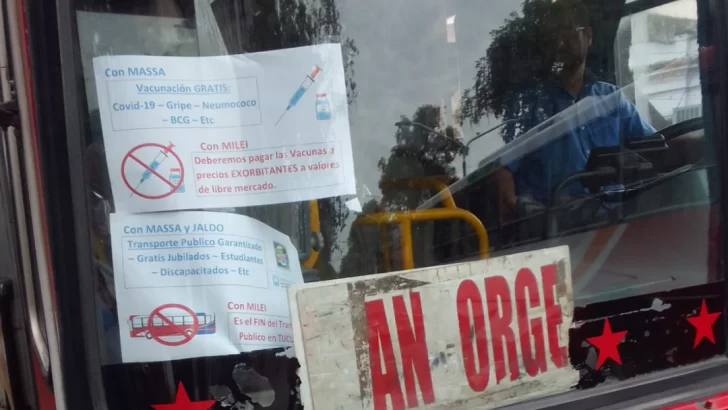 Con MASSA
Vacunación GRATIS:
Covid-19 – Gripe – Neumococo
– BCG – Etc
Con MILEI
Deberemos pagar las Vacunas a
precios EXORBITANTES a valores
de libre mercado.
Con MASSA y JALDO
Transporte Publico Garantizado
– Gratis Jubilados – Estudiantes
– Discapacitados – Etc
Con MILEI
Es el FIN del Tran
Publico en TUCU
AN ORGE